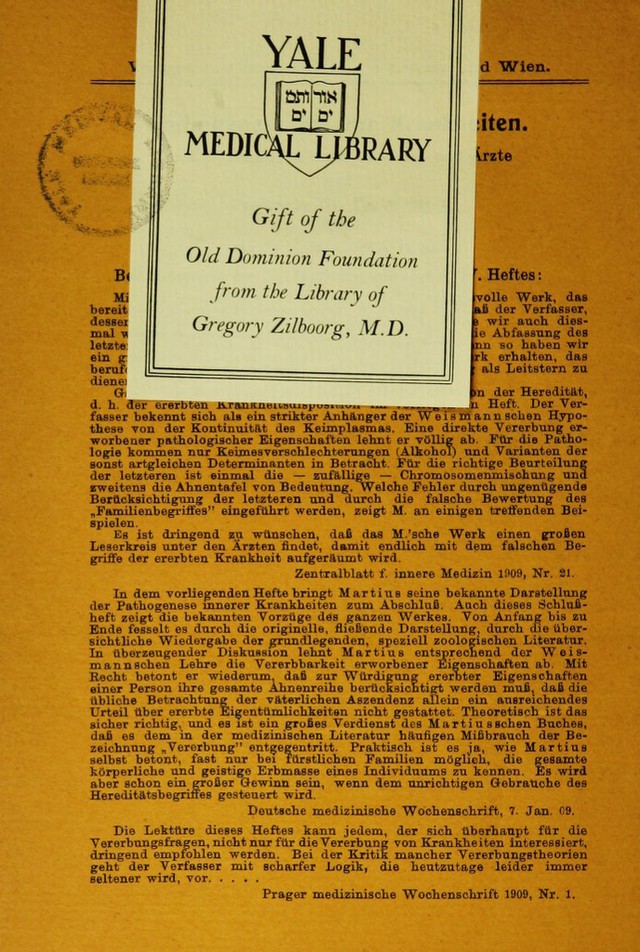 d Wien.
iten.
Ärzte
YALE
אורותמ
ים ים
MEDICAL LIBRARY
Gift of the
Old Dominion Foundation
from the Library of
Gregory Zilboorg, M.D.
Heftes:
volle Werk, das
bereit aß der Verfasser,
desser e wir auch dies-
mal w ie Abfassung des
letzte nn so haben wir
ein g rk erhalten, das
berufe als Leitstern zu
diene
on der Heredität,
d. h. der ererbten Krankheitsdisposition im Heft. Der Ver-
fasser bekennt sich als ein strikter Anhänger der Weismannschen Hypo-
these von der Kontinuität des Keimplasmas. Eine direkte Vererbung er-
worbener pathologischer Eigenschaften lehnt er völlig ab. Für die Patho-
logie kommen nur Keimesverschlechterungen (Alkohol) und Varianten der
sonst artgleichen Determinanten in Betracht. Für die richtige Beurteilung
der letzteren ist einmal die — zufällige — Chromosomenmischung und
zweitens die Ahnentafel von Bedeutung. Welche Fehler durch ungenügende
Berücksichtigung der letzteren und durch die falsche Bewertung des
„Familienbegriffes" eingeführt werden, zeigt M. an einigen treffenden Bei-
spielen.
Es ist dringend zu wünschen, daß das M.'sche Werk einen großen
Leserkreis unter den Ärzten findet, damit endlich mit dem falschen Be-
griffe der ererbten Krankheit aufgeräumt wird.
Zentralblatt f. innere Medizin 1909, Nr. 21.
In dem vorliegenden Hefte bringt Martius seine bekannte Darstellung
der Pathogenese innerer Krankheiten zum Abschluß. Auch dieses Schluß-
heft zeigt die bekannten Vorzüge des ganzen Werkes. Von Anfang bis zu
Ende fesselt es durch die originelle, fließende Darstellung, durch die über-
sichtliche Wiedergabe der grundlegenden, speziell zoologischen Literatur.
In überzeugender Diskussion lehnt Martius entsprechend der Weis-
mannschen Lehre die Vererbbarkeit erworbener Eigenschaften ab. Mit
Recht betont er wiederum, daß zur Würdigung ererbter Eigenschaften
einer Person ihre gesamte Ahnenreihe berücksichtigt werden muß, daß die
übliche Betrachtung der väterlichen Aszendenz allein ein ausreichendes
Urteil über ererbte Eigentümlichkeiten nicht gestattet. Theoretisch ist das
sicher richtig, und es ist ein großes Verdienst des Martiusschen Buches,
daß es dem in der medizinischen Literatur häufigen Mißbrauch der Be-
zeichnung „Vererbung" entgegentritt. Praktisch ist es ja, wie Martius
selbst betont, fast nur bei fürstlichen Familien möglich, die gesamte
körperliche und geistige Erbmasse eines Individuums zu kennen. Es wird
aber schon ein großer Gewinn sein, wenn dem unrichtigen Gebrauche des
Hereditätsbegriffes gesteuert wird.
Deutsche medizinische Wochenschrift, 7. Jan. 09.
Die Lektüre dieses Heftes kann jedem, der sich überhaupt für die
Vererbungsfragen, nicht nur für die Vererbung von Krankheiten interessiert,
dringend empfohlen werden. Bei der Kritik mancher Vererbungstheorien
geht der Verfasser mit scharfer Logik, die heutzutage leider immer
seltener wird, vor. . . . .
Prager medizinische Wochenschrift 1909, Nr. 1.